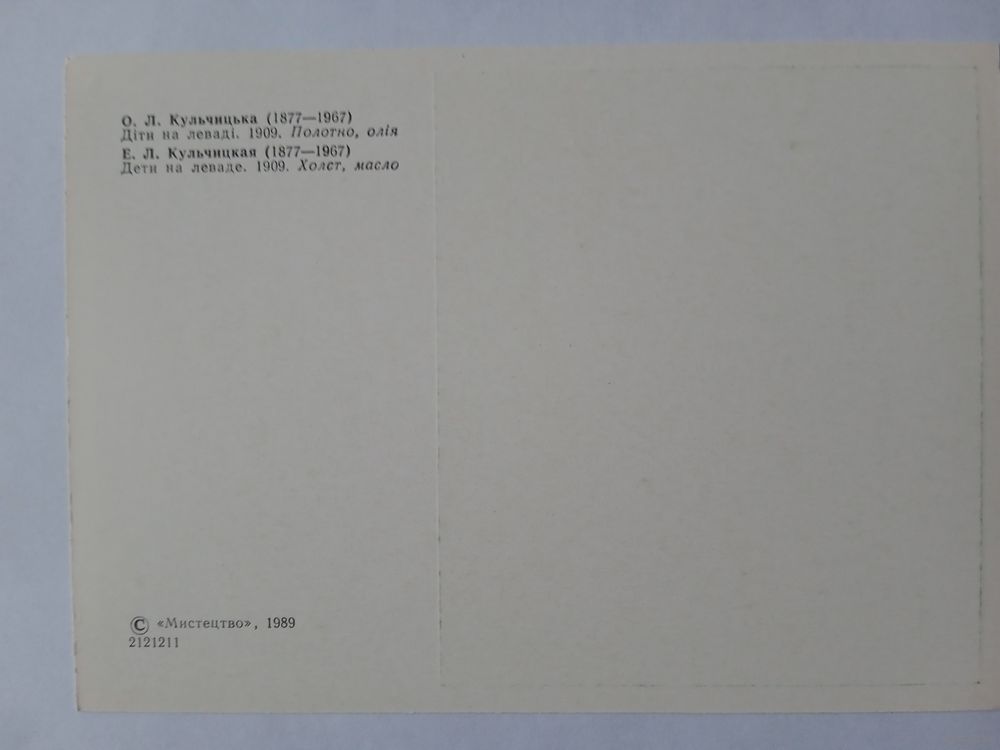 О. Л. Кульчицька (1877—1967)
Діти на леваді. 1909. Полотно, олія
Е. Л. Кульчицкая (1877—1967)
Дети на леваде. 1909. Холст, масло
© «Мистецтво», 1989
2121211